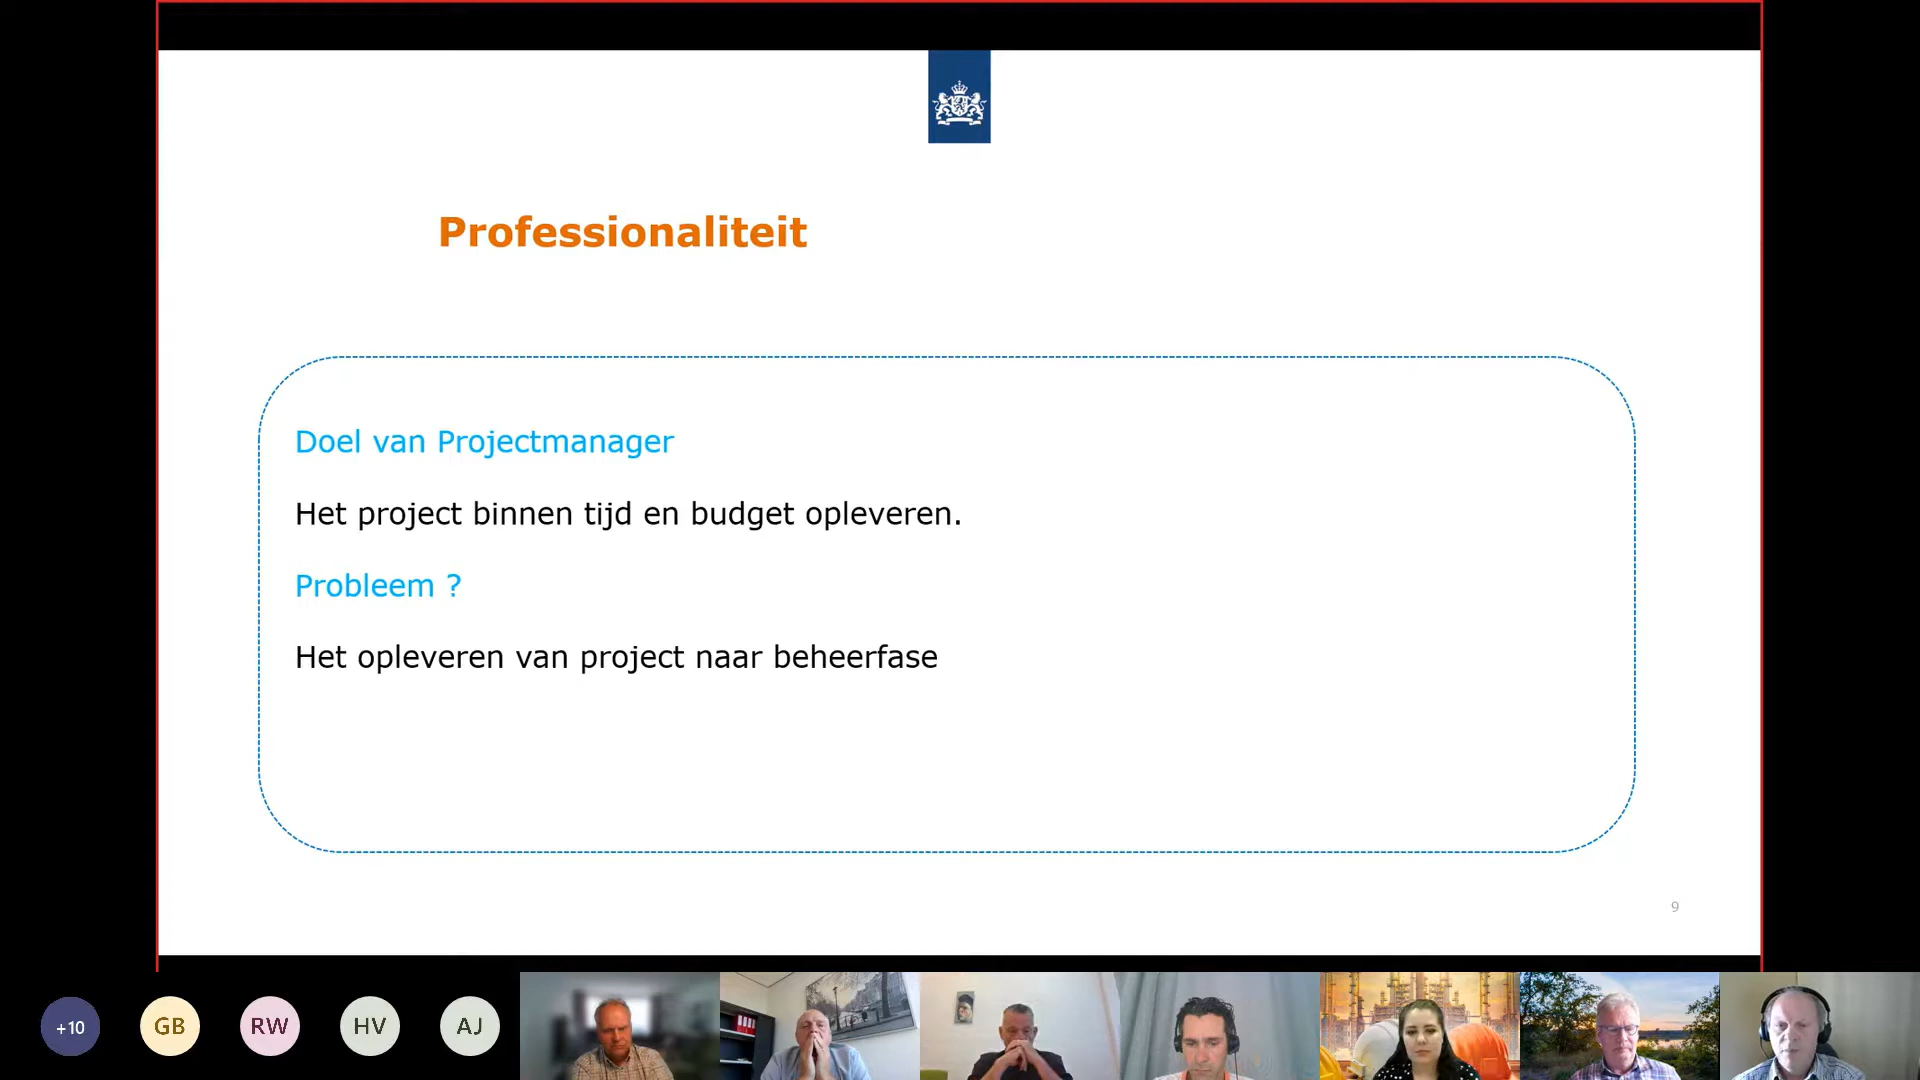 Professionaliteit
Doel van Projectmanager
Het project binnen tijd en budget opleveren.
Probleem ?
Het opleveren van project naar beheerfase
9
+10
GB
RW
HV
AJ